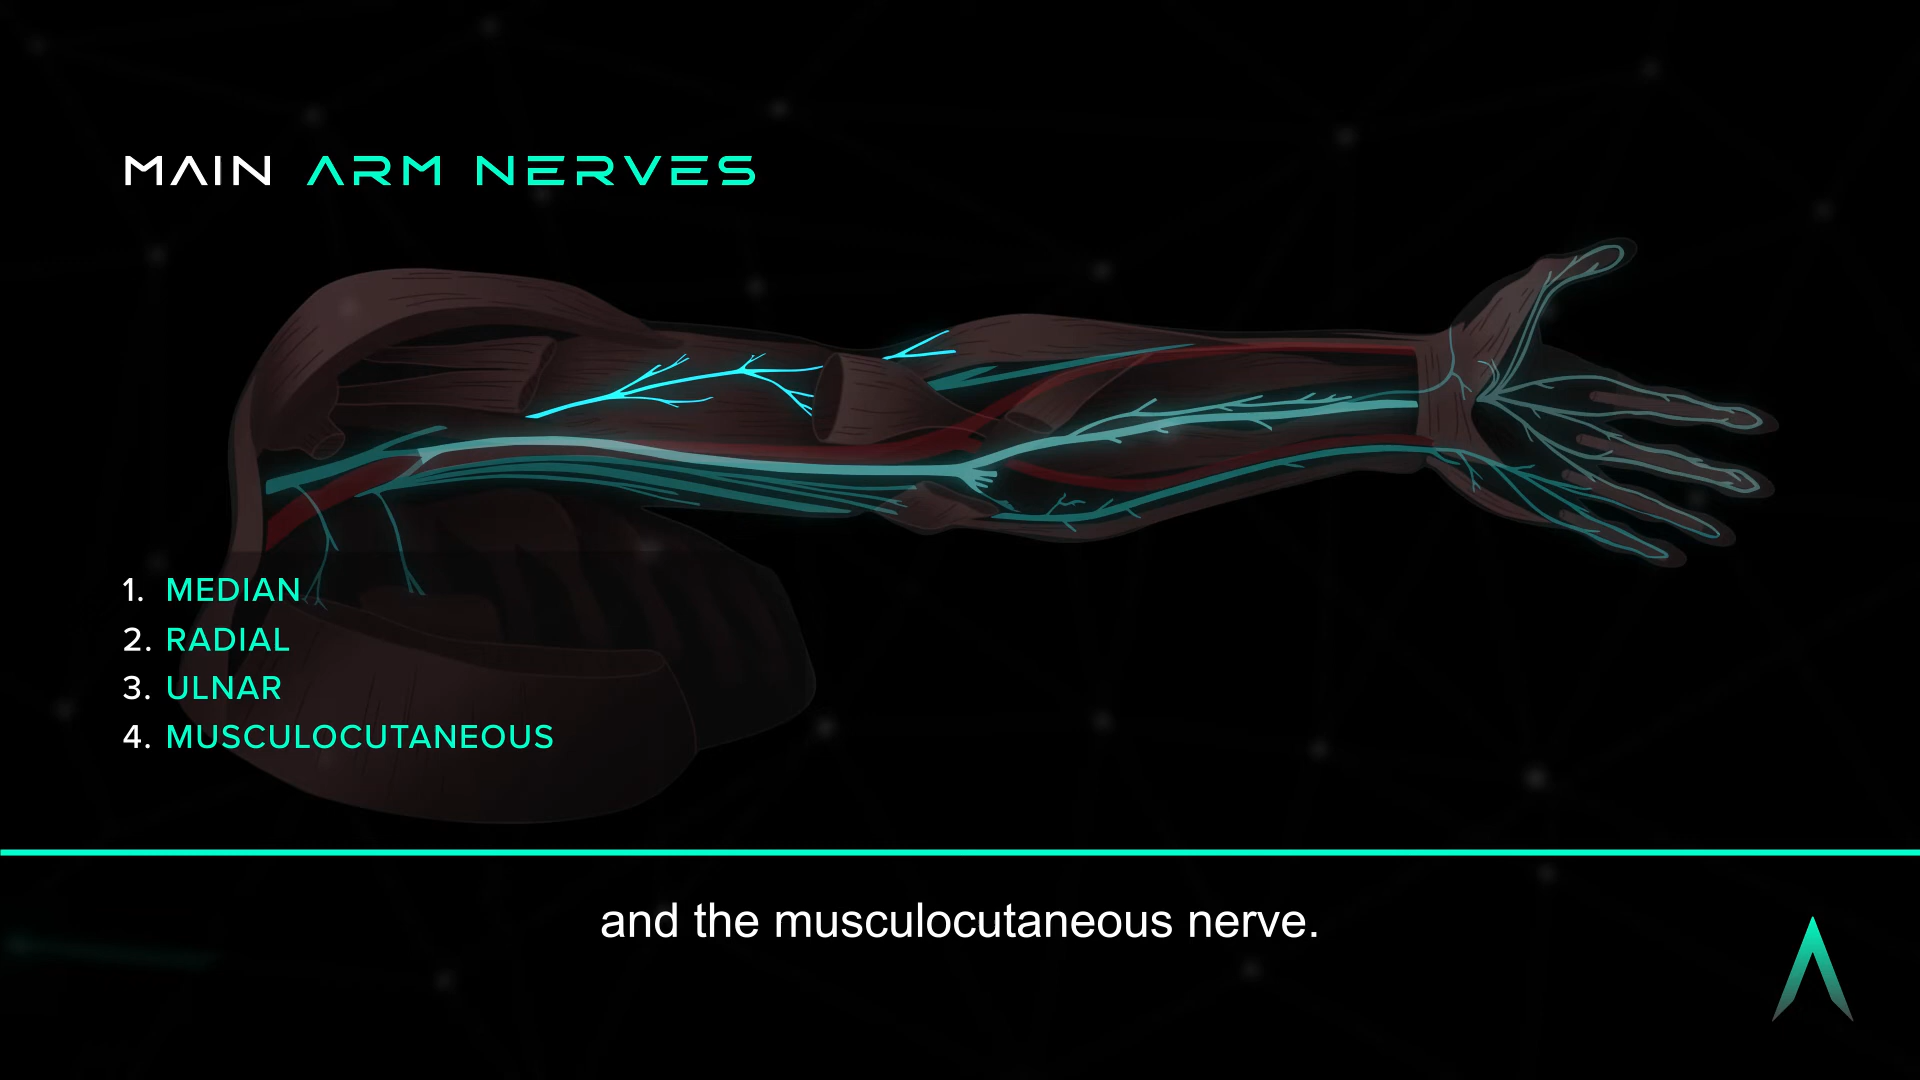 MAIN ARM NERVES
1. MEDIAN
2. RADIAL
3. ULNAR
4. MUSCULOCUTANEOUS
and the musculocutaneous nerve.